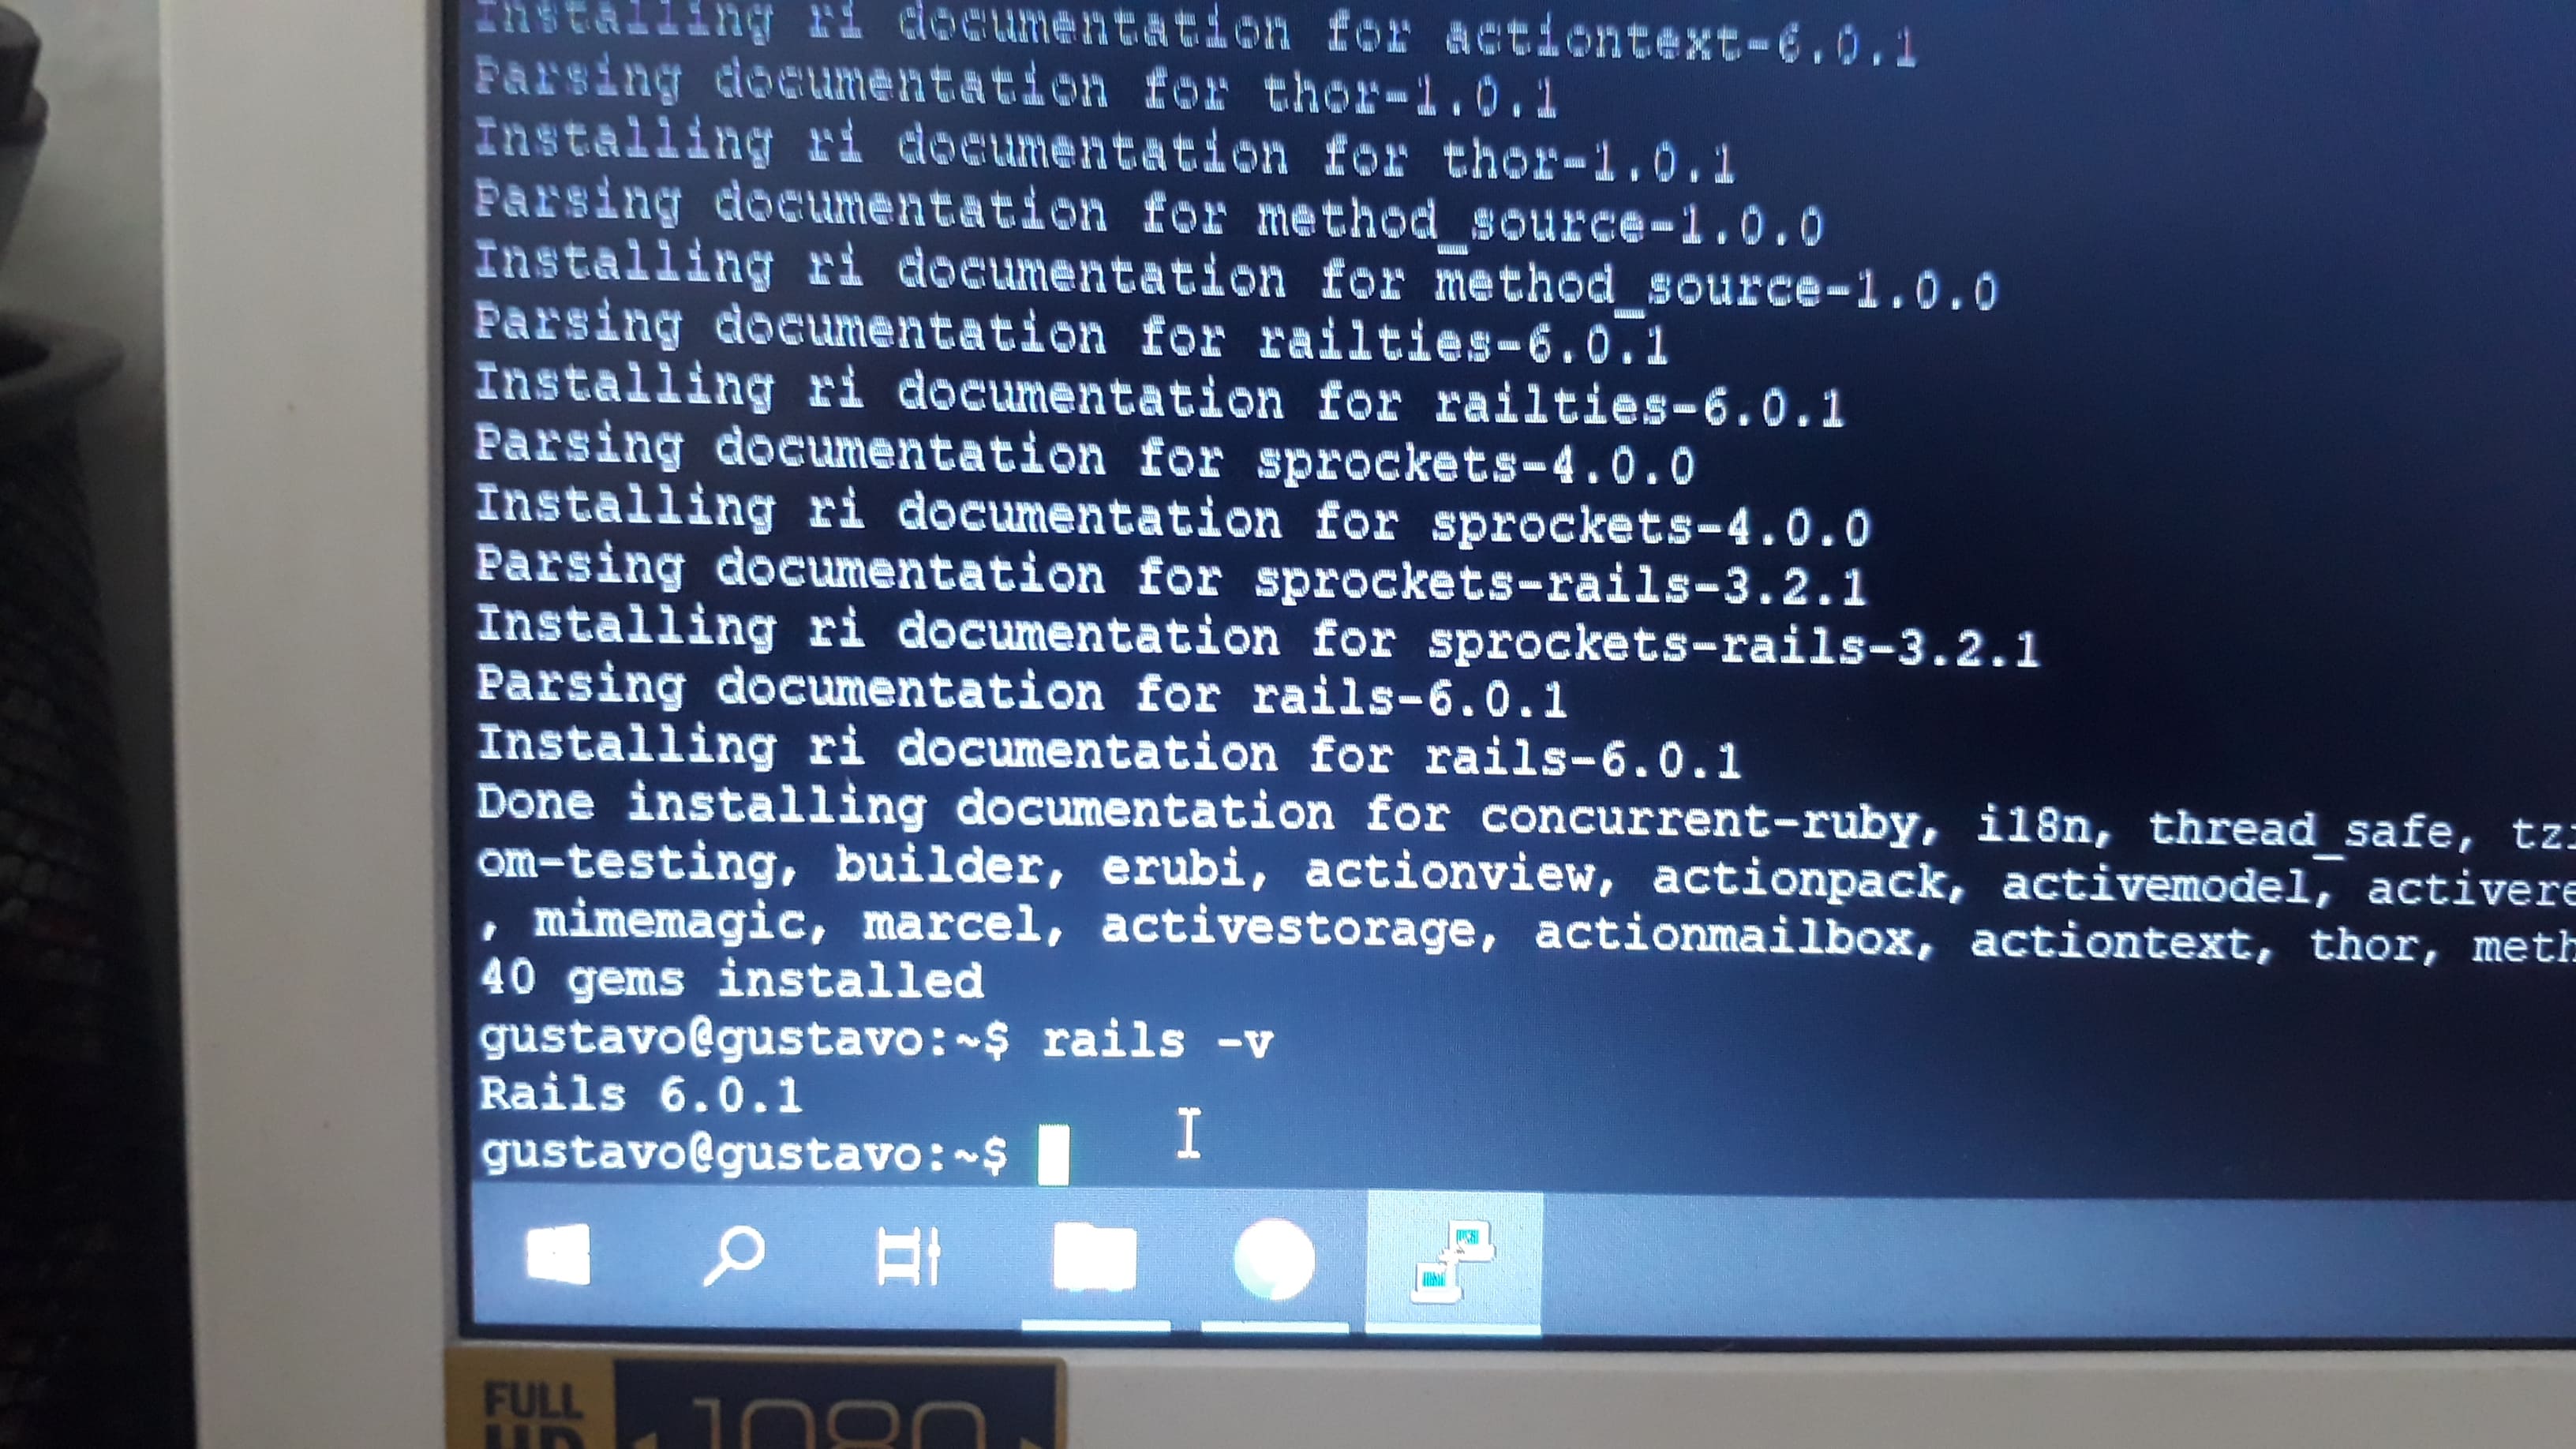 Installing ri documentation for actiontext-6.0.1
Parsing documentation for thor-1.0.1
Installing ri documentation for thor-1.0.1
Parsing documentation for method_source-1.0.0
Installing ri documentation for method_source-1.0.0
Parsing documentation for railties-6.0.1
Installing ri documentation for railties-6.0.1
Parsing documentation for sprockets-4.0.0
Installing ri documentation for sprockets-4.0.0
Parsing documentation for sprockets-rails-3.2.1
Installing ri documentation for sprockets-rails-3.2.1
Parsing documentation for rails-6.0.1
Installing ri documentation for rails-6.0.1
Done installing documentation for concurrent-ruby, i18n, thread_safe,
om-testing, builder, erubi, actionview, actionpack, activemodel, activere
, mimemagic, marcel, activestorage, actionmailbox, actiontext, thor, meth
40 gems installed
gustavo@gustavo:~$ rails -v
Rails 6.0.1
gustavo@gustavo:~$
FULL
HD
1080